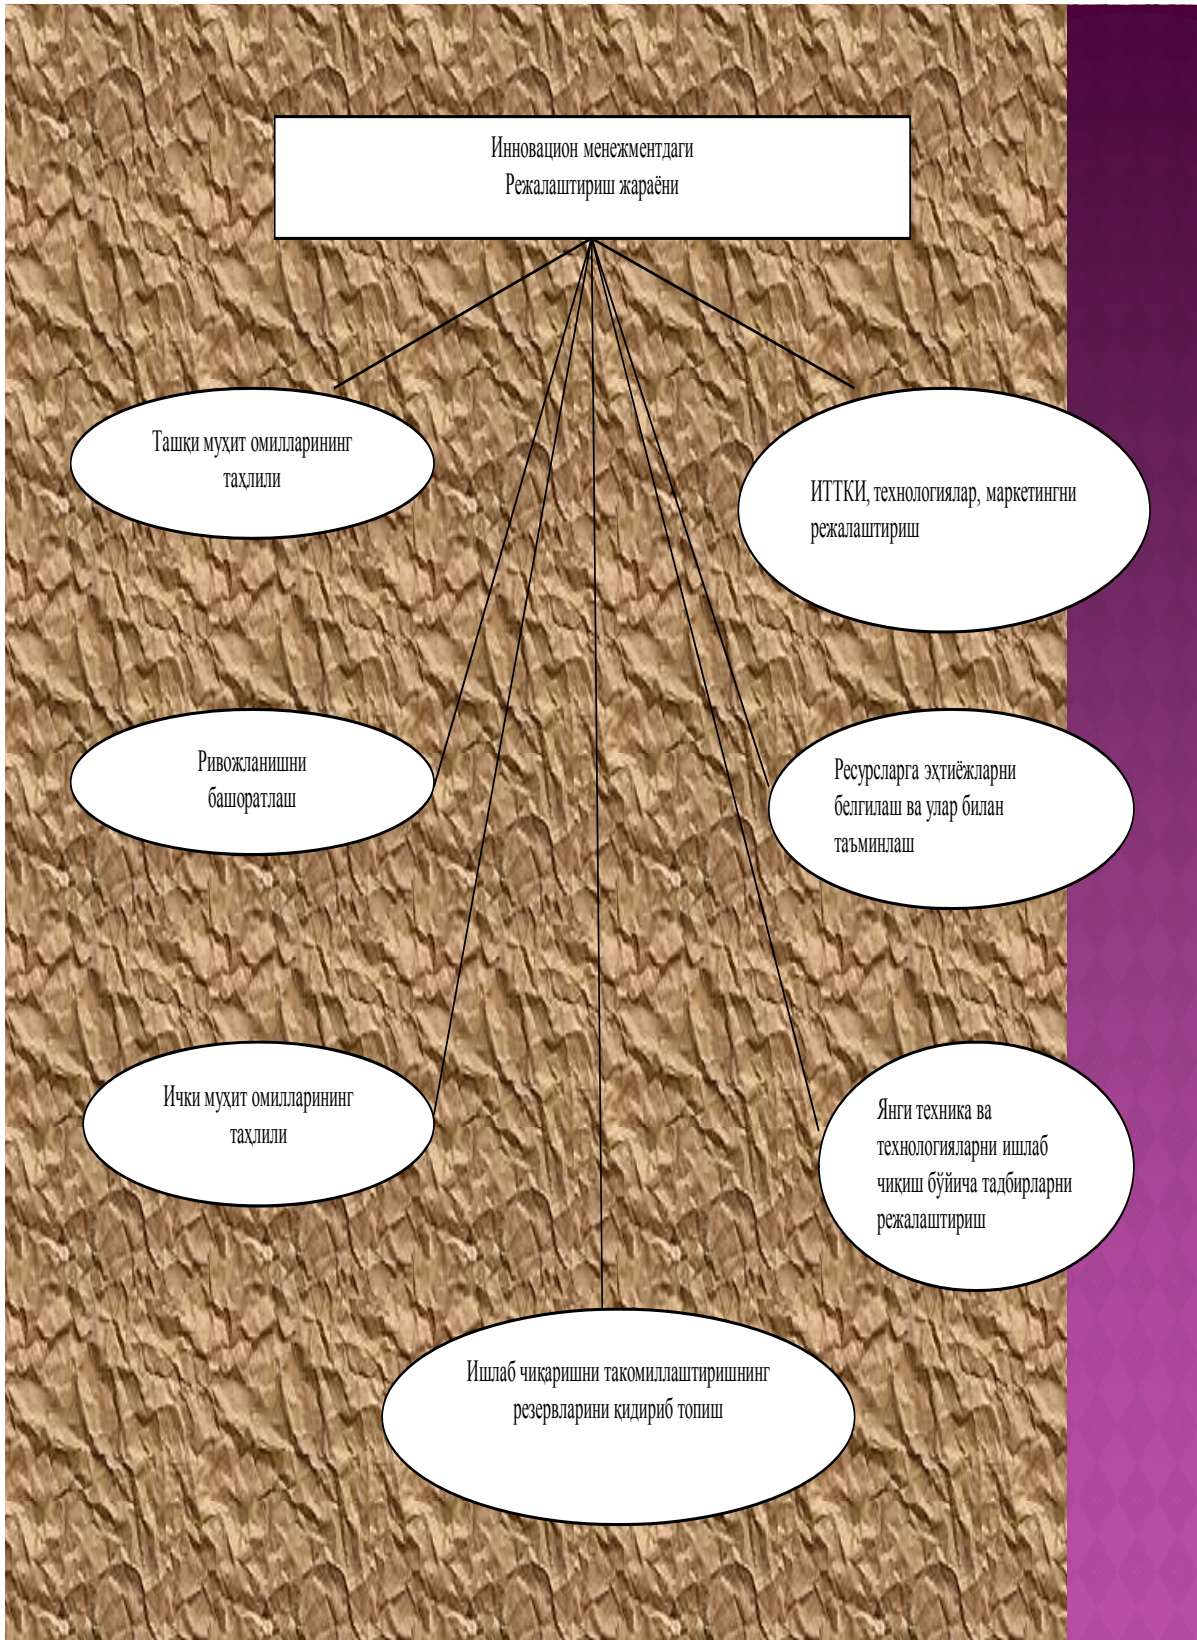 Инновацион менежментдаги
Режалаштириш жараёни
Ташқи муҳит омилларининг
таҳлили
ИТТКИ, технологиялар, маркетингни
режалаштириш
Ривожланишни
башоратлаш
Ресурсларга эҳтиёжларни
белгилаш ва улар билан
таъминлаш
Ички муҳит омилларининг
таҳлили
Янги техника ва
технологияларни ишлаб
чиқиш бўйича тадбирларни
режалаштириш
Ишлаб чиқаришни такомиллаштиришнинг
резервларини қидириб топиш